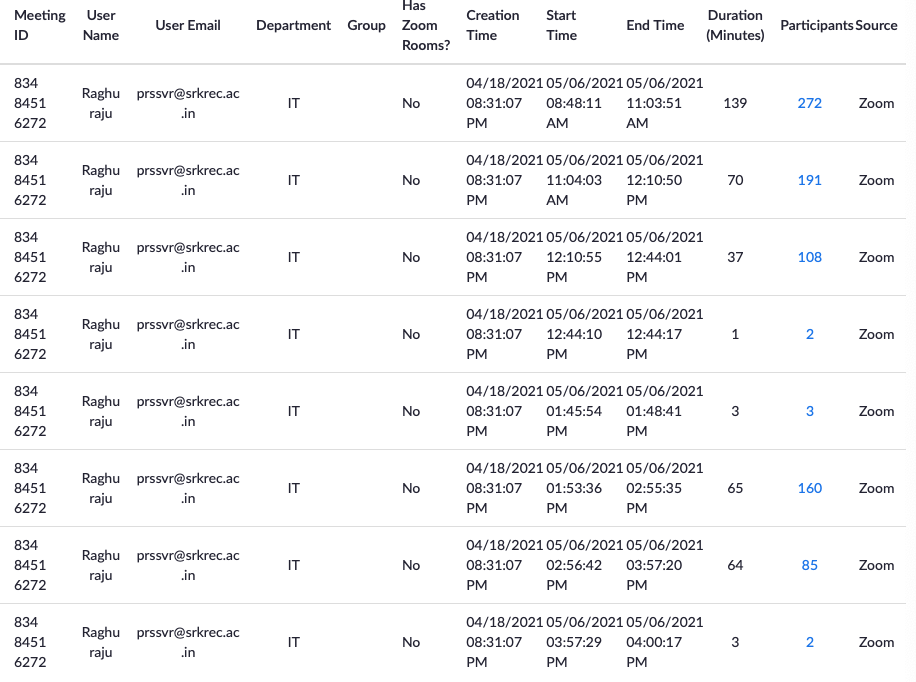 Meeting ID User Name User Email Department Group Has Zoom Rooms? Creation Time Start Time End Time Duration (Minutes) Participants Source
834 8451 6272 Raghu raju prssvr@srkrec.ac.in IT No 04/18/2021 08:31:07 PM 05/06/2021 08:48:11 AM 05/06/2021 11:03:51 AM 139 272 Zoom
834 8451 6272 Raghu raju prssvr@srkrec.ac.in IT No 04/18/2021 08:31:07 PM 05/06/2021 11:04:03 AM 05/06/2021 12:10:50 PM 70 191 Zoom
834 8451 6272 Raghu raju prssvr@srkrec.ac.in IT No 04/18/2021 08:31:07 PM 05/06/2021 12:10:55 PM 05/06/2021 12:44:01 PM 37 108 Zoom
834 8451 6272 Raghu raju prssvr@srkrec.ac.in IT No 04/18/2021 08:31:07 PM 05/06/2021 12:44:10 PM 05/06/2021 12:44:17 PM 1 2 Zoom
834 8451 6272 Raghu raju prssvr@srkrec.ac.in IT No 04/18/2021 08:31:07 PM 05/06/2021 01:45:54 PM 05/06/2021 01:48:41 PM 3 3 Zoom
834 8451 6272 Raghu raju prssvr@srkrec.ac.in IT No 04/18/2021 08:31:07 PM 05/06/2021 01:53:36 PM 05/06/2021 02:55:35 PM 65 160 Zoom
834 8451 6272 Raghu raju prssvr@srkrec.ac.in IT No 04/18/2021 08:31:07 PM 05/06/2021 02:56:42 PM 05/06/2021 03:57:20 PM 64 85 Zoom
834 8451 6272 Raghu raju prssvr@srkrec.ac.in IT No 04/18/2021 08:31:07 PM 05/06/2021 03:57:29 PM 05/06/2021 04:00:17 PM 3 2 Zoom